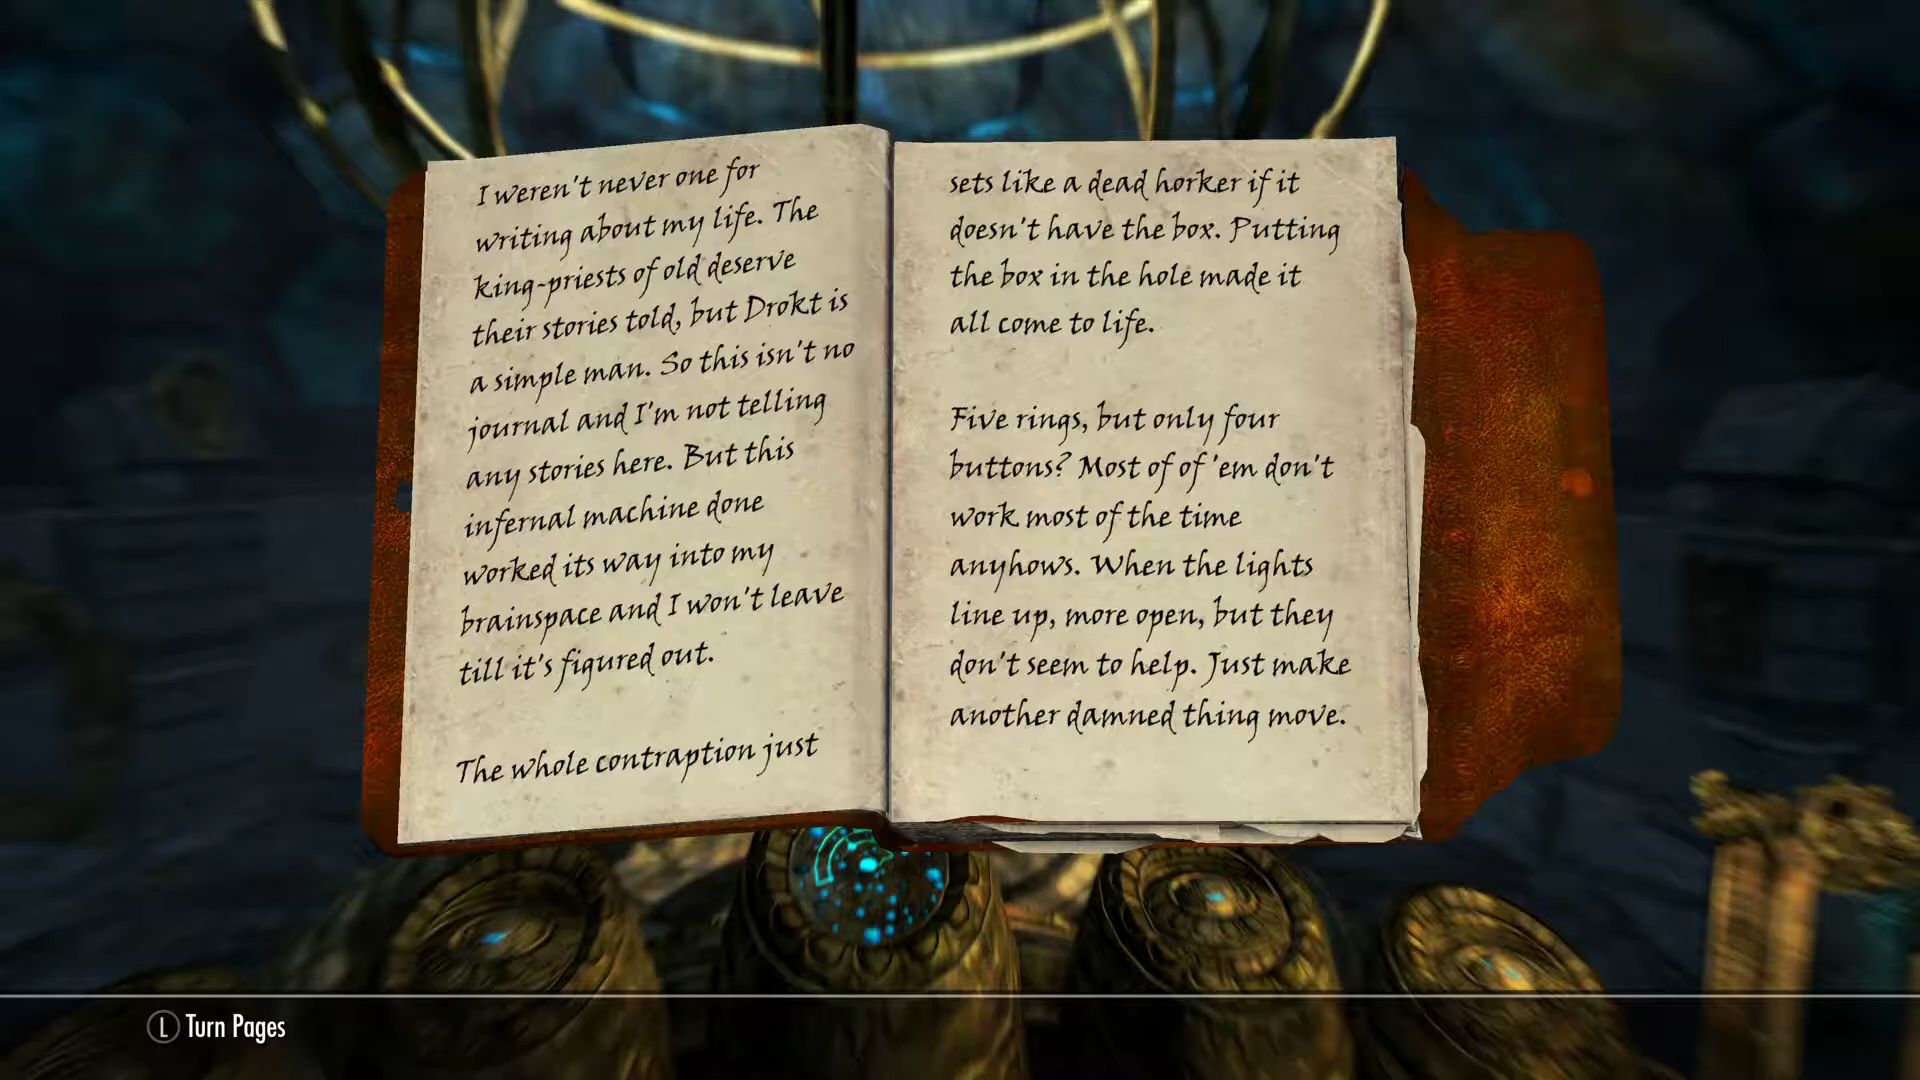 I weren't never one for
writing about my life. The
king-priests of old deserve
their stories told, but Drokt is
a simple man. So this isn't no
journal and I'm not telling
any stories here. But this
infernal machine done
worked its way into my
brainspace and I won't leave
till it's figured out.
The whole contraption just
sets like a dead horker if it
doesn't have the box. Putting
the box in the hole made it
all come to life.
Five rings, but only four
buttons? Most of of 'em don't
work most of the time
anyhows. When the lights
line up, more open, but they
don't seem to help. Just make
another damned thing move.
L Turn Pages